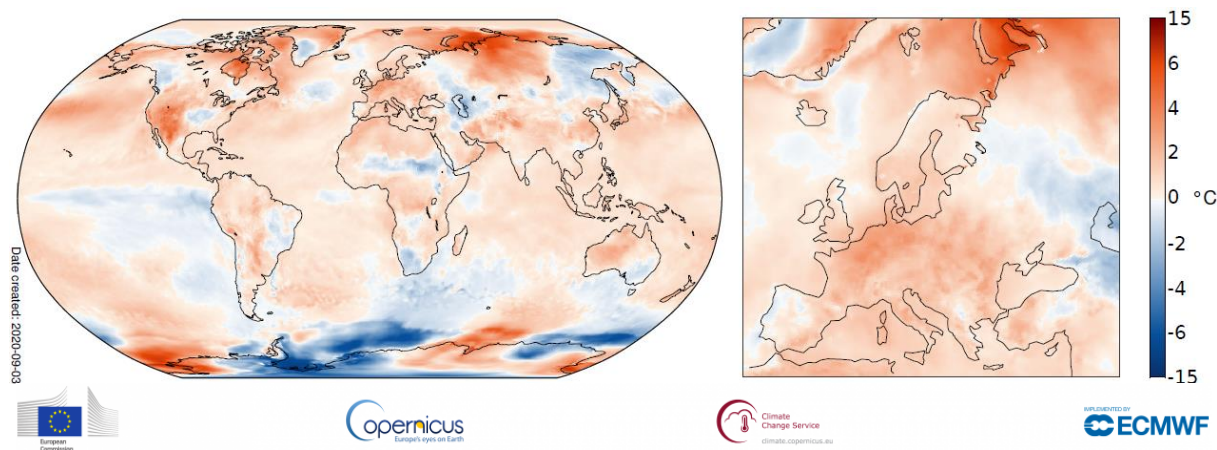 15
6
4
2
0
°C
-2
-4
-6
-15
Date created: 2020-09-03
European
Commission
opernicus
Europe's eyes on Earth
Climate
Change Service
climate.copernicus.eu
IMPLEMENTED BY
ECMWF